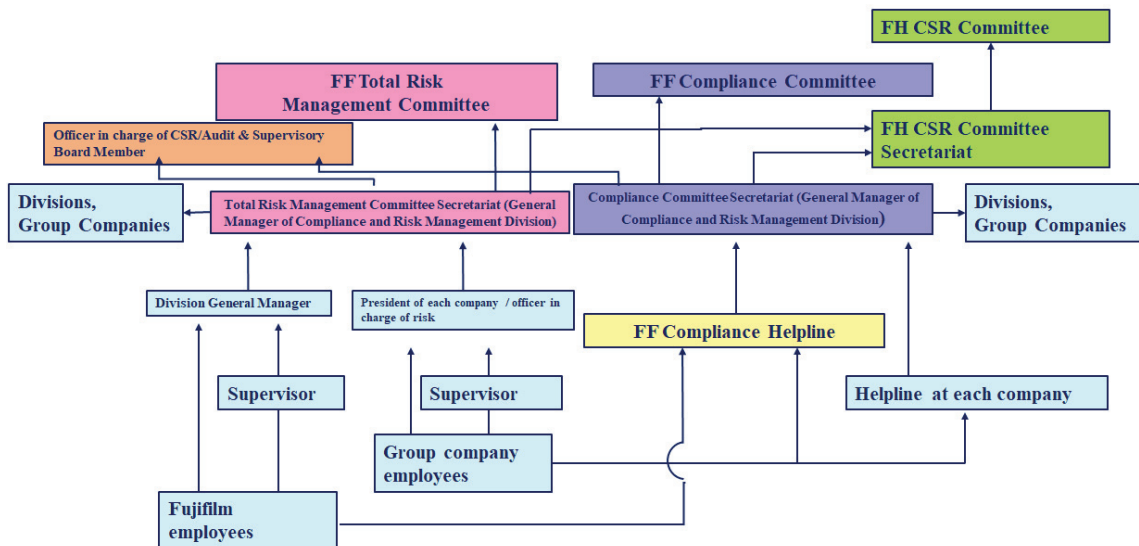 FH CSR Committee
FF Total Risk
Management Committee
FF Compliance Committee
Officer in charge of CSR/Audit & Supervisory
Board Member
FH CSR Committee
Secretariat
Divisions,
Group Companies
Total Risk Management Committee Secretariat (General
Manager of Compliance and Risk Management Division)
Compliance Committee Secretariat (General Manager of
Compliance and Risk Management Division)
Divisions,
Group Companies
Division General Manager
President of each company / officer in
charge of risk
FF Compliance Helpline
Supervisor
Supervisor
Helpline at each company
Group company
employees
Fujifilm
employees